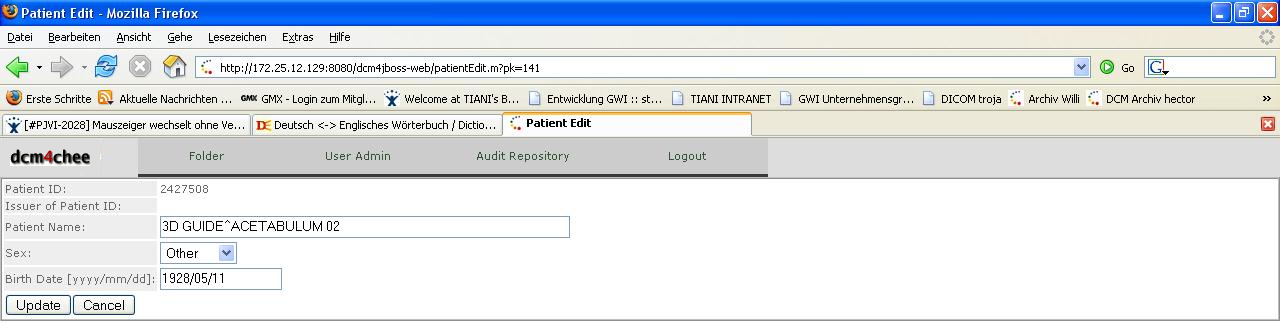 Patient Edit - Mozilla Firefox
Datei Bearbeiten Ansicht Gehe Lesezeichen Extras Hilfe
http://172.25.12.129:8080/dcm4jboss-web/patientEdit.m?pk=141 Go G
Erste Schritte Aktuelle Nachrichten ... GMX GMX - Login zum Mitgl... Welcome at TIANI's B... Entwicklung GWI :: st... TIANI INTRANET GWI Unternehmensgr... DICOM troja Archiv Willi DCM Archiv hector »
[#PJVI-2028] Mauszeiger wechselt ohne Ve... Deutsch <-> Englisches Wörterbuch / Dictio... Patient Edit
dcm4chee Folder User Admin Audit Repository Logout
Patient ID: 2427508
Issuer of Patient ID:
Patient Name: 3D GUIDE^ACETABULUM 02
Sex: Other
Birth Date [yyyy/mm/dd]: 1928/05/11
Update Cancel